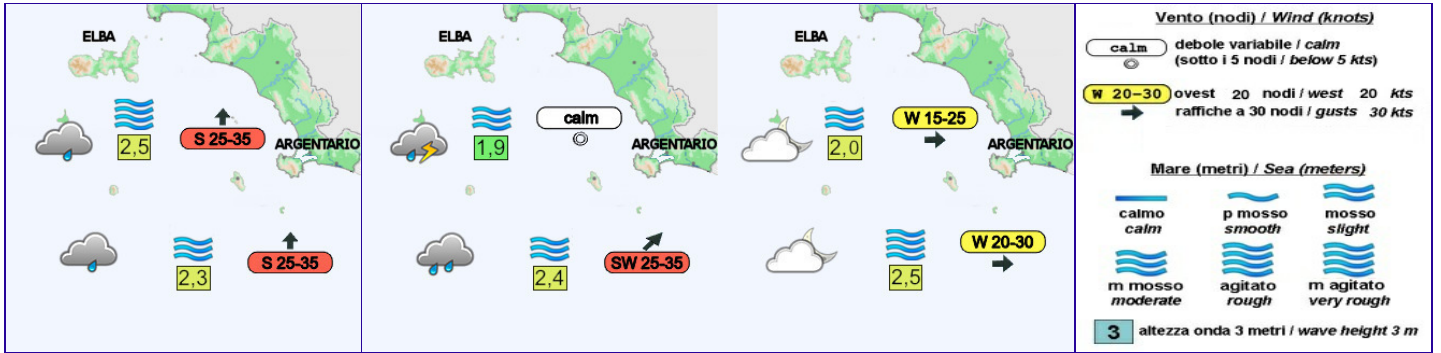 ELBA
2,5
S 25-35
ARGENTARIO
2,3
S 25-35
ELBA
1,9
calm
ARGENTARIO
2,4
SW 25-35
ELBA
2,0
W 15-25
ARGENTARIO
2,5
W 20-30
Vento (nodi) / Wind (knots)
calm
debole variabile / calm
(sotto i 5 nodi / below 5 kts)
W 20-30
ovest 20 nodi / west 20 kts
raffiche a 30 nodi / gusts 30 kts
Mare (metri) / Sea (meters)
calmo p mosso mosso
calm smooth slight
m mosso agitato m agitato
moderate rough very rough
3 altezza onda 3 metri / wave height 3 m